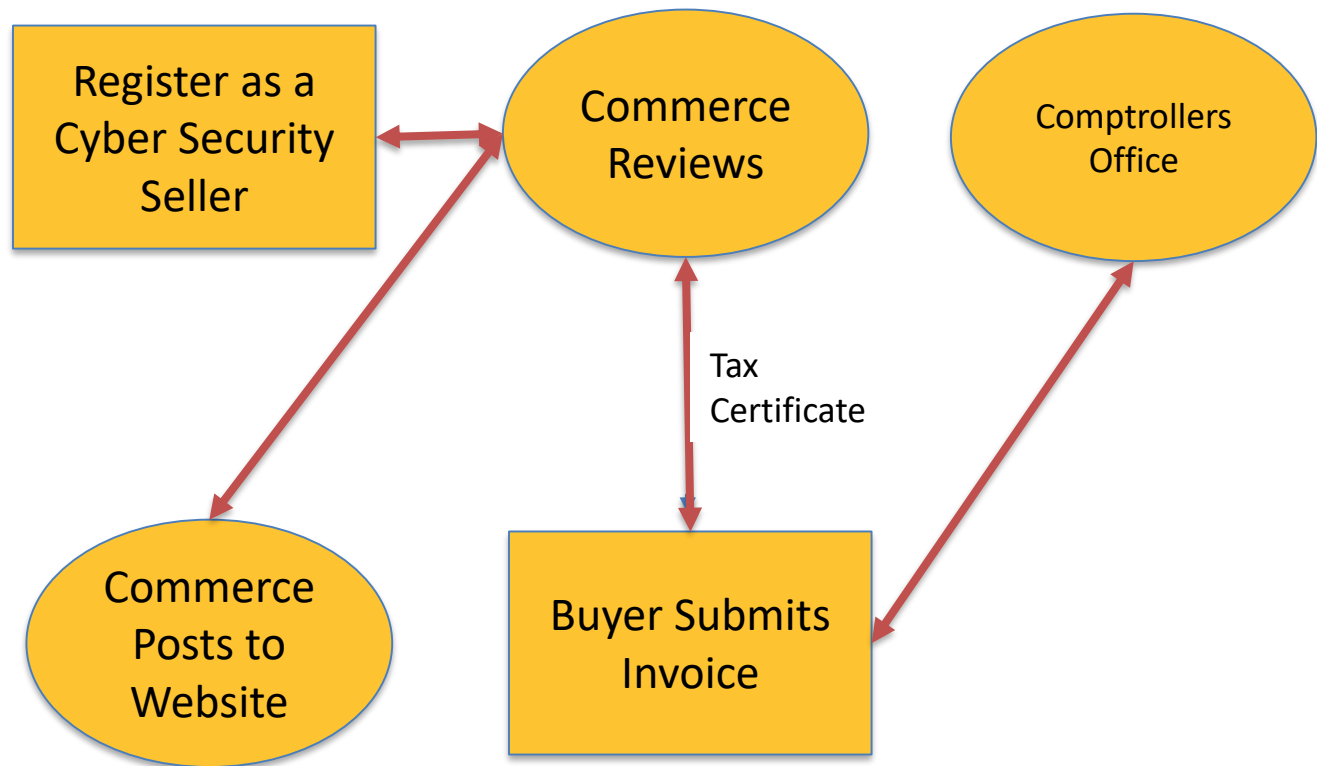 Register as a
Cyber Security
Seller
Commerce
Reviews
Comptrollers
Office
Tax
Certificate
Commerce
Posts to
Website
Buyer Submits
Invoice